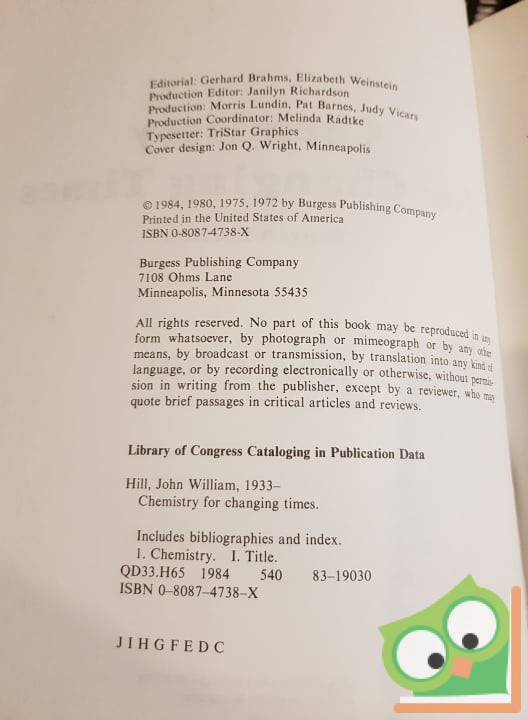 Editorial: Gerhard Brahms, Elizabeth Weinstein
Production Editor: Janilyn Richardson
Production: Morris Lundin, Pat Barnes, Judy Vicars
Production Coordinator: Melinda Radtke
Typesetter: TriStar Graphics
Cover design: Jon Q. Wright, Minneapolis
© 1984, 1980, 1975, 1972 by Burgess Publishing Company
Printed in the United States of America
ISBN 0-8087-4738-X
Burgess Publishing Company
7108 Ohms Lane
Minneapolis, Minnesota 55435
All rights reserved. No part of this book may be reproduced in any
form whatsoever, by photograph or mimeograph or by any other
means, by broadcast or transmission, by translation into any kind of
language, or by recording electronically or otherwise, without permis-
sion in writing from the publisher, except by a reviewer, who may
quote brief passages in critical articles and reviews.
Library of Congress Cataloging in Publication Data
Hill, John William, 1933–
Chemistry for changing times.
Includes bibliographies and index.
1. Chemistry. I. Title.
QD33.H65 1984 540 83–19030
ISBN 0–8087–4738–X
J I H G F E D C